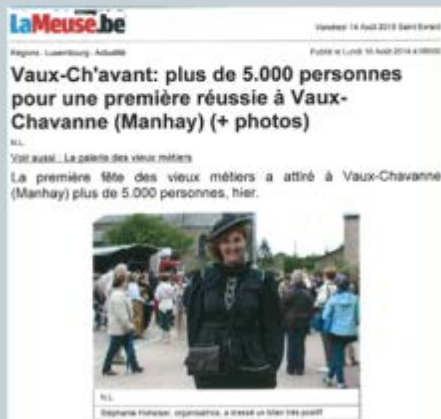 LaMeuse.be
Vendredi 14 Août 2015 Saint Evrard
Régions Luxembourg Actualité
Publié le Lundi 18 Août 2014 à 06h00
Vaux-Ch'avant: plus de 5.000 personnes
pour une première réussie à Vaux-
Chavanne (Manhay) (+ photos)
N.L.
Voir aussi : La galerie des vieux métiers
La première fête des vieux métiers a attiré à Vaux-Chavanne
(Manhay) plus de 5.000 personnes, hier.
N.L.
Stéphanie organisatrice, a dressé un bilan très positif